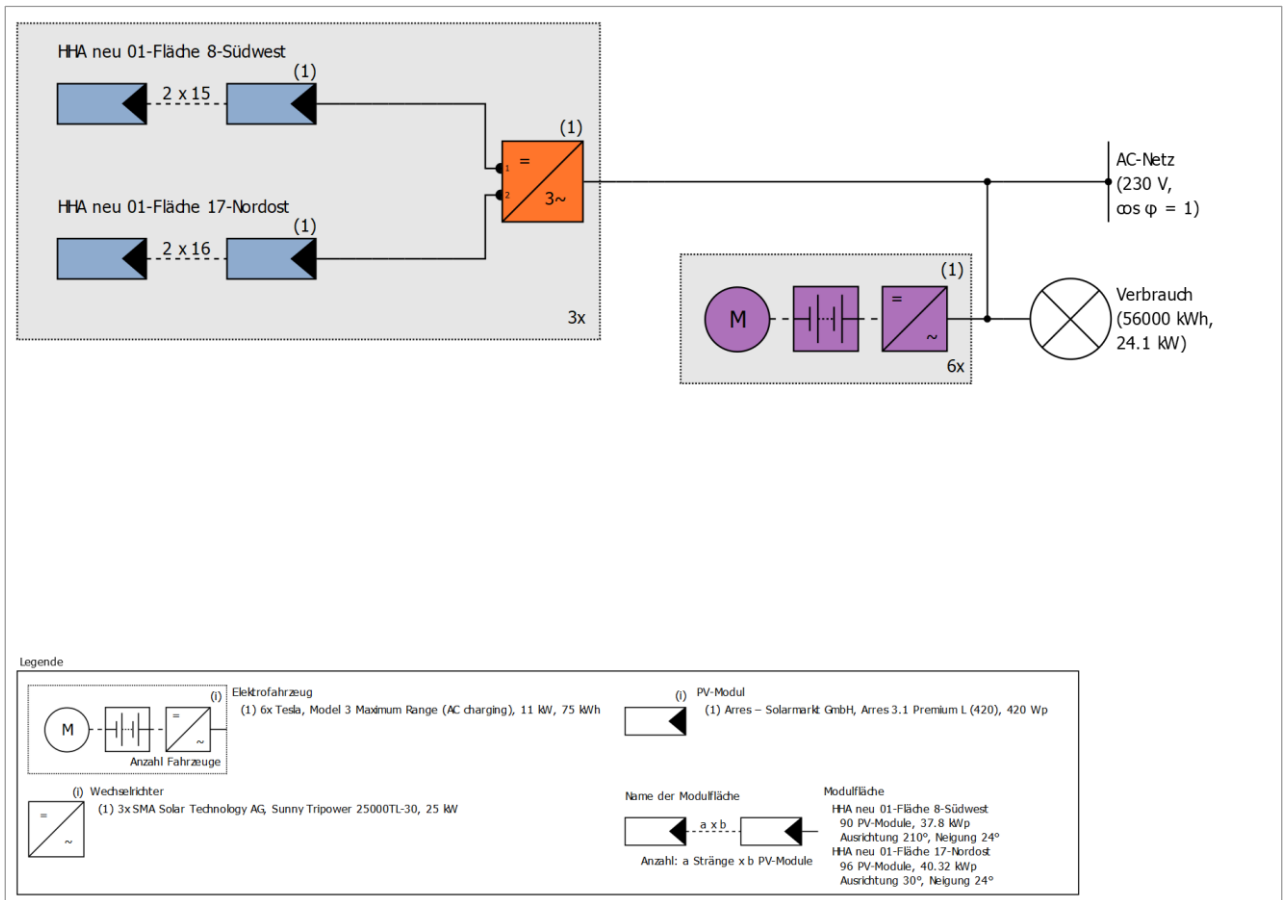 HHA neu 01-Fläche 8-Südwest
(1)
2 x 15
(1)
1
=
2
3~
HHA neu 01-Fläche 17-Nordost
(1)
2 x 16
3x
AC-Netz
(230 V,
cos φ = 1)
(1)
M
=
~
6x
Verbrauch
(56000 kWh,
24.1 kW)
Legende
(i) Elektrofahrzeug
(1) 6x Tesla, Model 3 Maximum Range (AC charging), 11 kW, 75 kWh
M
=
~
Anzahl Fahrzeuge
(i) Wechselrichter
(1) 3x SMA Solar Technology AG, Sunny Tripower 25000TL-30, 25 kW
=
~
(i) PV-Modul
(1) Arres – Solarmarkt GmbH, Arres 3.1 Premium L (420), 420 Wp
Name der Modulfläche
a x b
Anzahl: a Stränge x b PV-Module
Modulfläche
HHA neu 01-Fläche 8-Südwest
90 PV-Module, 37.8 kWp
Ausrichtung 210°, Neigung 24°
HHA neu 01-Fläche 17-Nordost
96 PV-Module, 40.32 kWp
Ausrichtung 30°, Neigung 24°